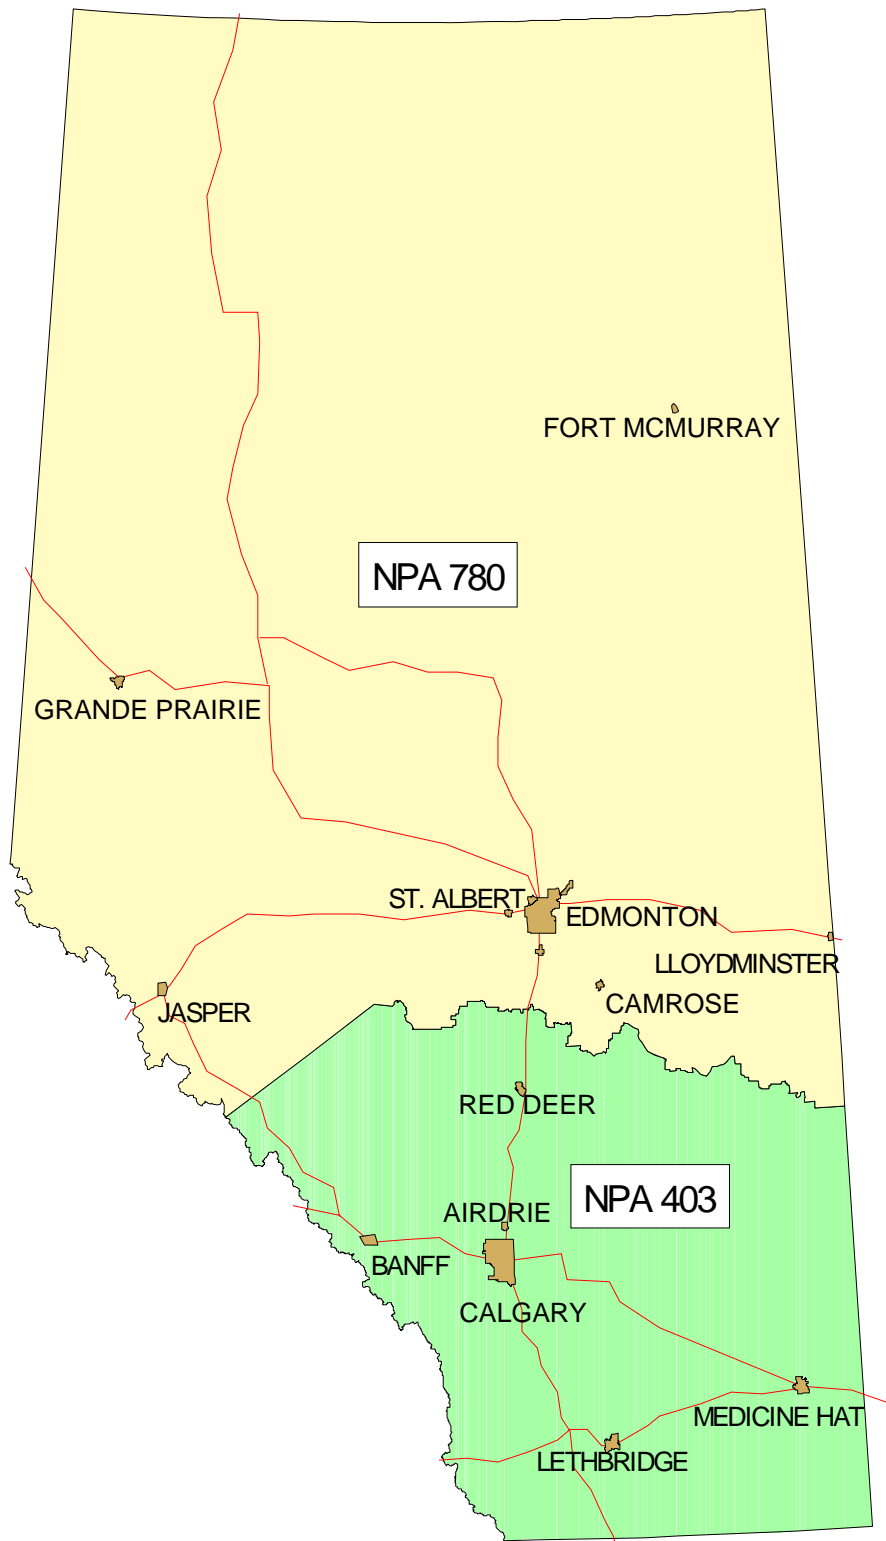 FORT MCMURRAY
NPA 780
GRANDE PRAIRIE
ST. ALBERT
EDMONTON
LLOYDMINSTER
CAMROSE
JASPER
RED DEER
NPA 403
AIRDRIE
BANFF
CALGARY
MEDICINE HAT
LETHBRIDGE